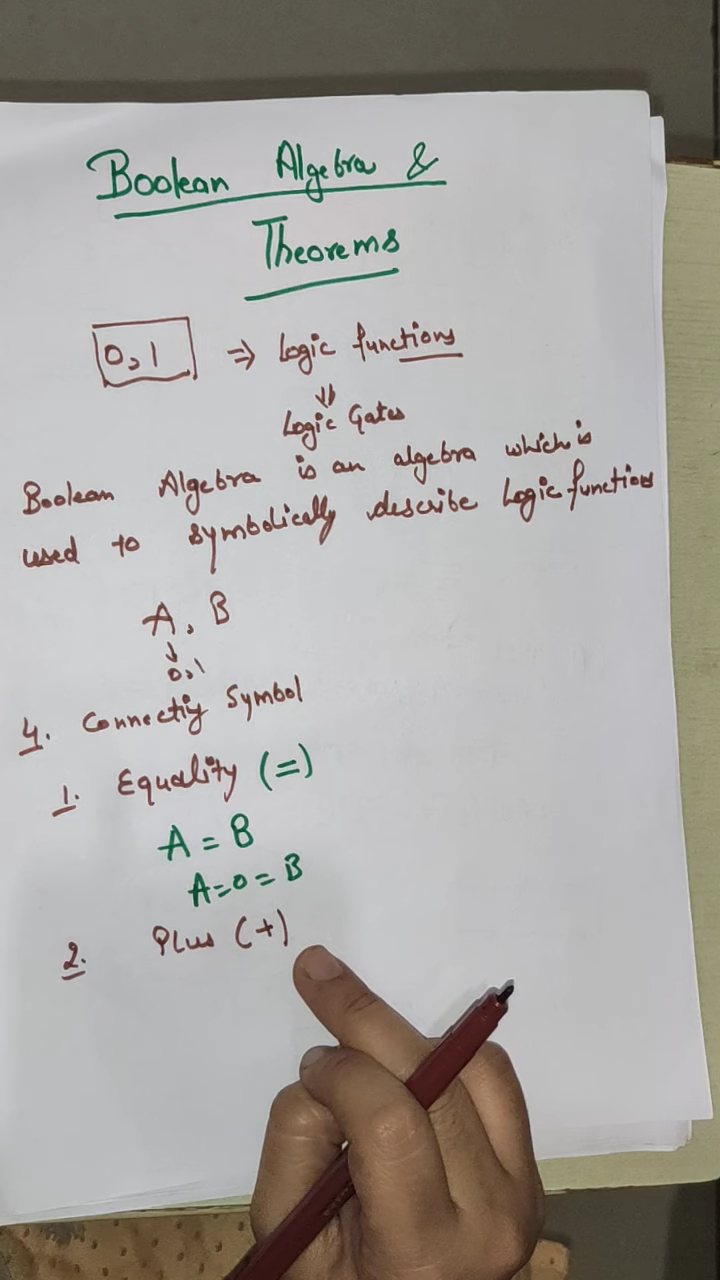 Boolean Algebra &
Theorems
0,1 ⇒ Logic functions
⇓
Logic Gates
Boolean Algebra is an algebra which is
used to symbolically describe Logic functions
A, B
↓
0,1
4. Connectiy Symbol
1. Equality (=)
A = B
A=0=B
2. Plus (+)